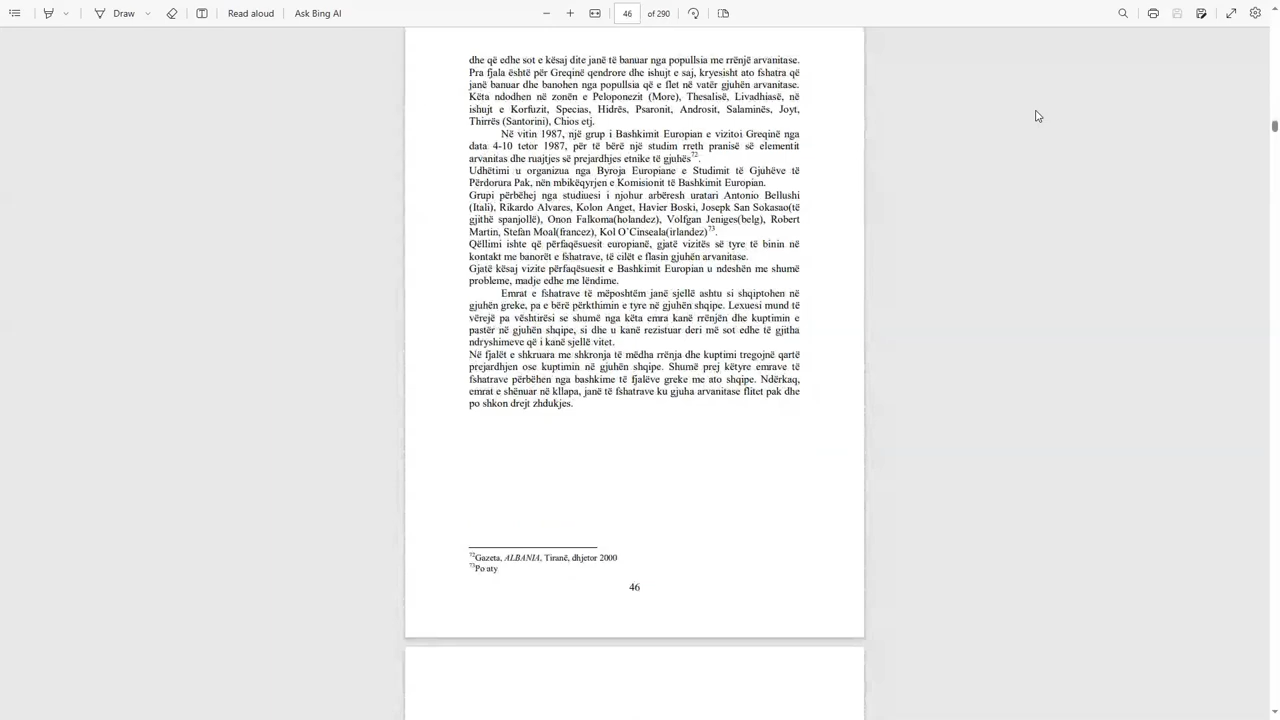 Draw
Read aloud
Ask Bing AI
46
of 290
dhe që edhe sot e kësaj dite janë të banuar nga popullsia me rrënjë arvanitase.
Pra fjala është për Greqinë qendrore dhe ishujt e saj, kryesisht ato fshatra që
janë banuar dhe banohen nga popullsia që e flet në vatër gjuhën arvanitase.
Këta ndodhen në zonën e Peloponezit (More), Thesalisë, Livadhiasë, në
ishujt e Korfuzit, Specias, Hidrës, Psaronit, Androsit, Salaminës, Joyt,
Thirrës (Santorini), Chios etj.
Në vitin 1987, një grup i Bashkimit Europian e vizitoi Greqinë nga
data 4-10 tetor 1987, për të bërë një studim rreth pranisë së elementit
arvanitas dhe ruajtjes së prejardhjes etnike të gjuhës72.
Udhëtimi u organizua nga Byroja Europiane e Studimit të Gjuhëve të
Përdorura Pak, nën mbikëqyrjen e Komisionit të Bashkimit Europian.
Grupi përbëhej nga studiuesi i njohur arbëresh uratari Antonio Bellushi
(Itali), Rikardo Alvares, Kolon Anget, Havier Boski, Josepk San Sokasao(të
gjithë spanjollë), Onon Falkoma(holandez), Volfgan Jeniges(belg), Robert
Martin, Stefan Moal(francez), Kol O`Cinseala(irlandez)73.
Qëllimi ishte që përfaqësuesit europianë, gjatë vizitës së tyre të binin në
kontakt me banorët e fshatrave, të cilët e flasin gjuhën arvanitase.
Gjatë kësaj vizite përfaqësuesit e Bashkimit Europian u ndeshën me shumë
probleme, madje edhe me lëndime.
Emrat e fshatrave të mëposhtëm janë sjellë ashtu si shqiptohen në
gjuhën greke, pa e bërë përkthimin e tyre në gjuhën shqipe. Lexuesi mund të
vërejë pa vështirësi se shumë nga këta emra kanë rrënjën dhe kuptimin e
pastër në gjuhën shqipe, si dhe u kanë rezistuar deri më sot edhe të gjitha
ndryshimeve që i kanë sjellë vitet.
Në fjalët e shkruara me shkronja të mëdha rrënja dhe kuptimi tregojnë qartë
prejardhjen ose kuptimin në gjuhën shqipe. Shumë prej këtyre emrave të
fshatrave përbëhen nga bashkime të fjalëve greke me ato shqipe. Ndërkaq,
emrat e shënuar në kllapa, janë të fshatrave ku gjuha arvanitase flitet pak dhe
po shkon drejt zhdukjes.
72Gazeta, ALBANIA, Tiranë, dhjetor 2000
73Po aty
46